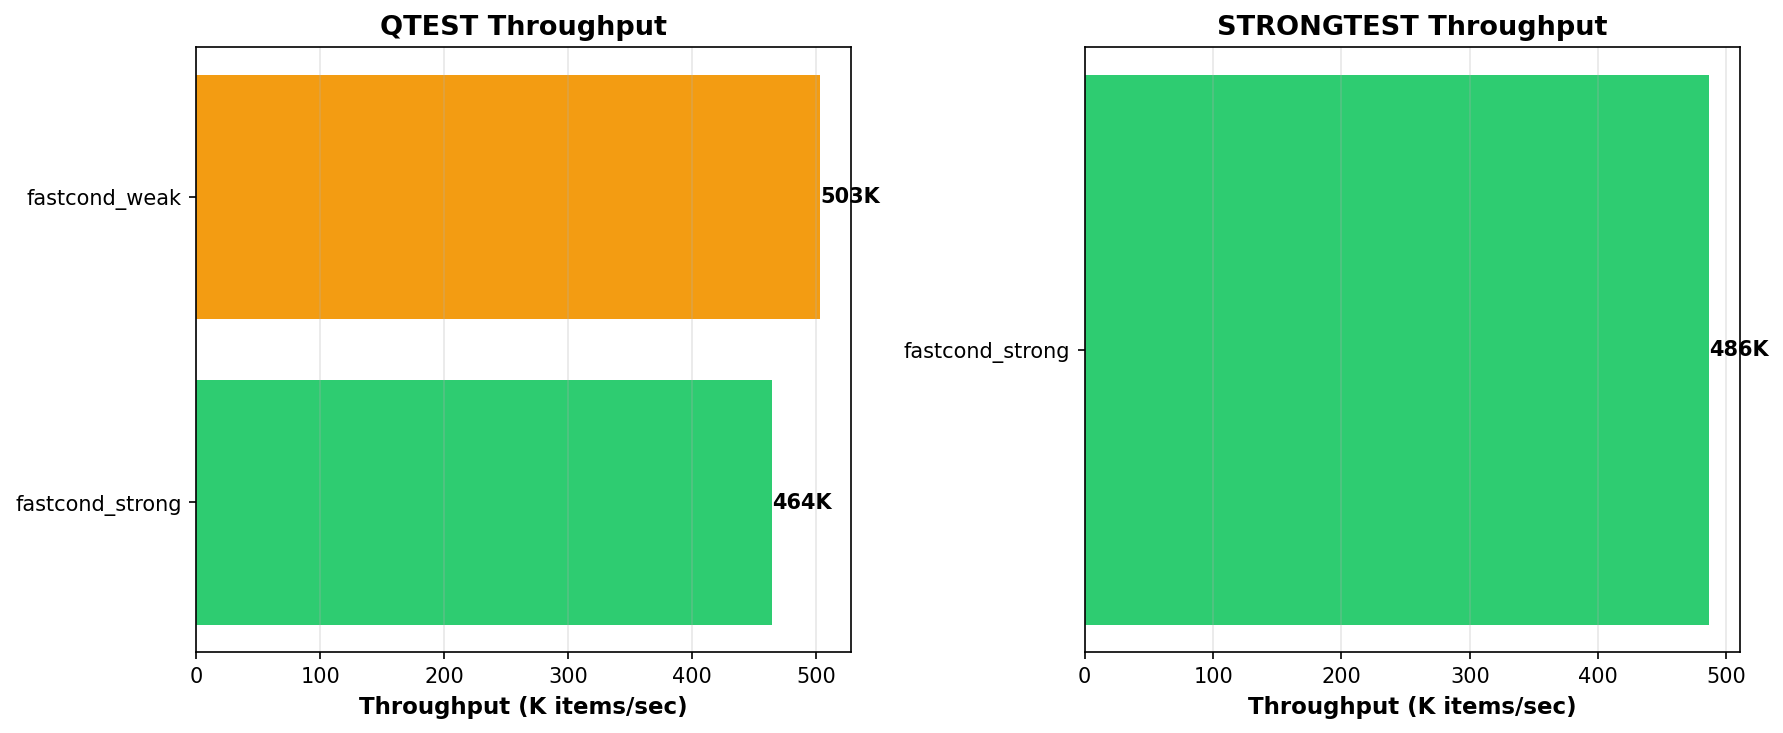 QTEST Throughput
fastcond_weak
503K
fastcond_strong
464K
0 100 200 300 400 500
Throughput (K items/sec)
STRONGTEST Throughput
fastcond_strong
486K
0 100 200 300 400 500
Throughput (K items/sec)